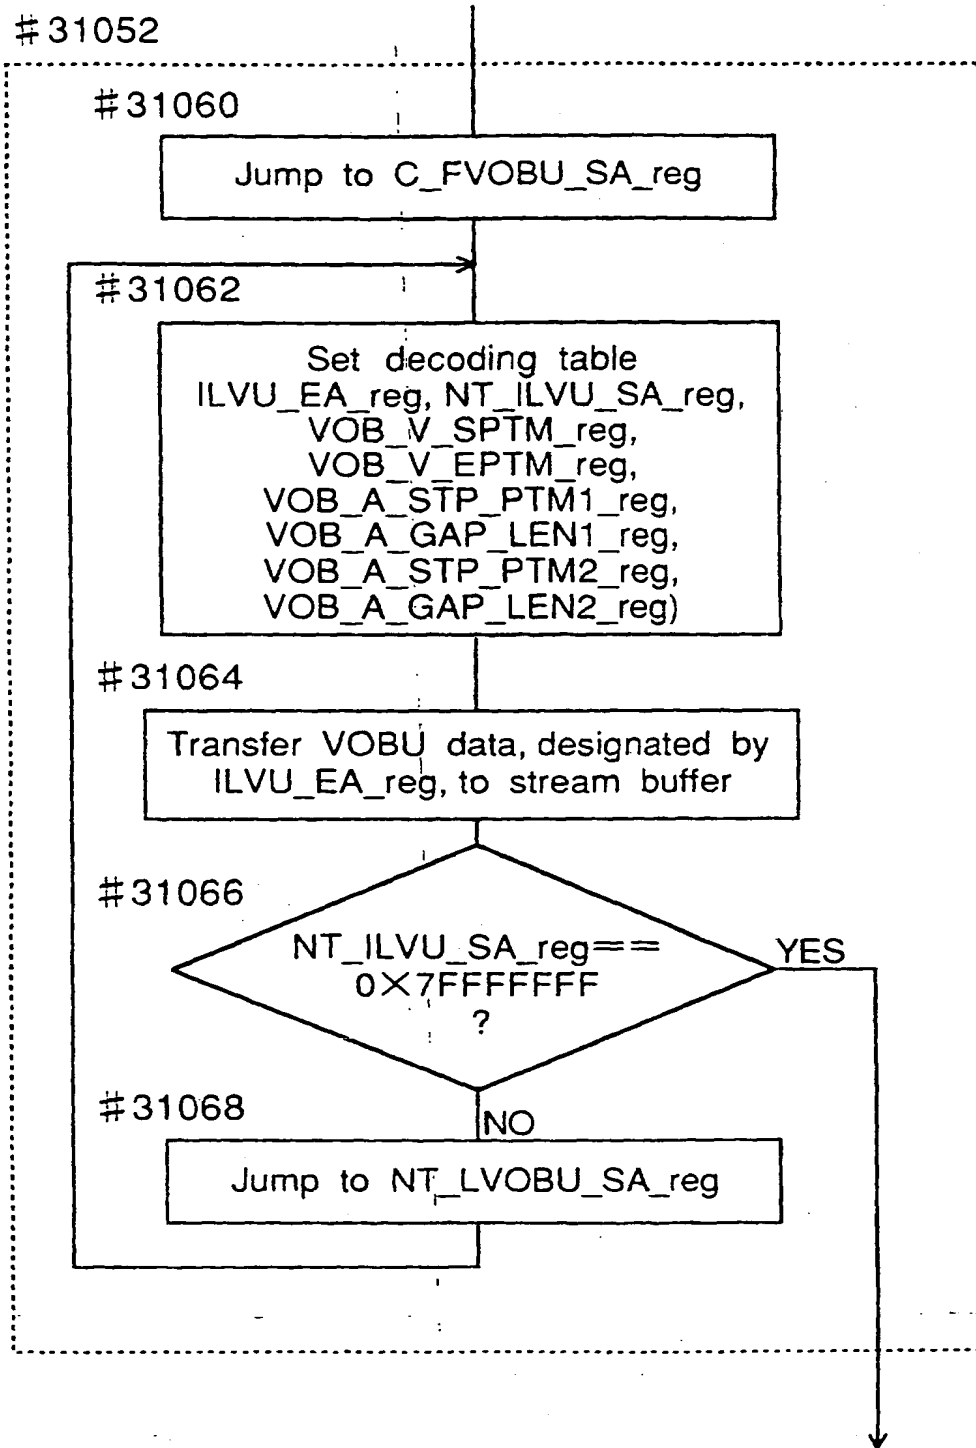 #31052
#31060
Jump to C_FVOBU_SA_reg
#31062
Set decoding table
ILVU_EA_reg, NT_ILVU_SA_reg,
VOB_V_SPTM_reg,
VOB_V_EPTM_reg,
VOB_A_STP_PTM1_reg,
VOB_A_GAP_LEN1_reg,
VOB_A_STP_PTM2_reg,
VOB_A_GAP_LEN2_reg)
#31064
Transfer VOBU data, designated by
ILVU_EA_reg, to stream buffer
#31066
NT_ILVU_SA_reg==
0×7FFFFFFF
?
YES
#31068
NO
Jump to NT_LVOBU_SA_reg